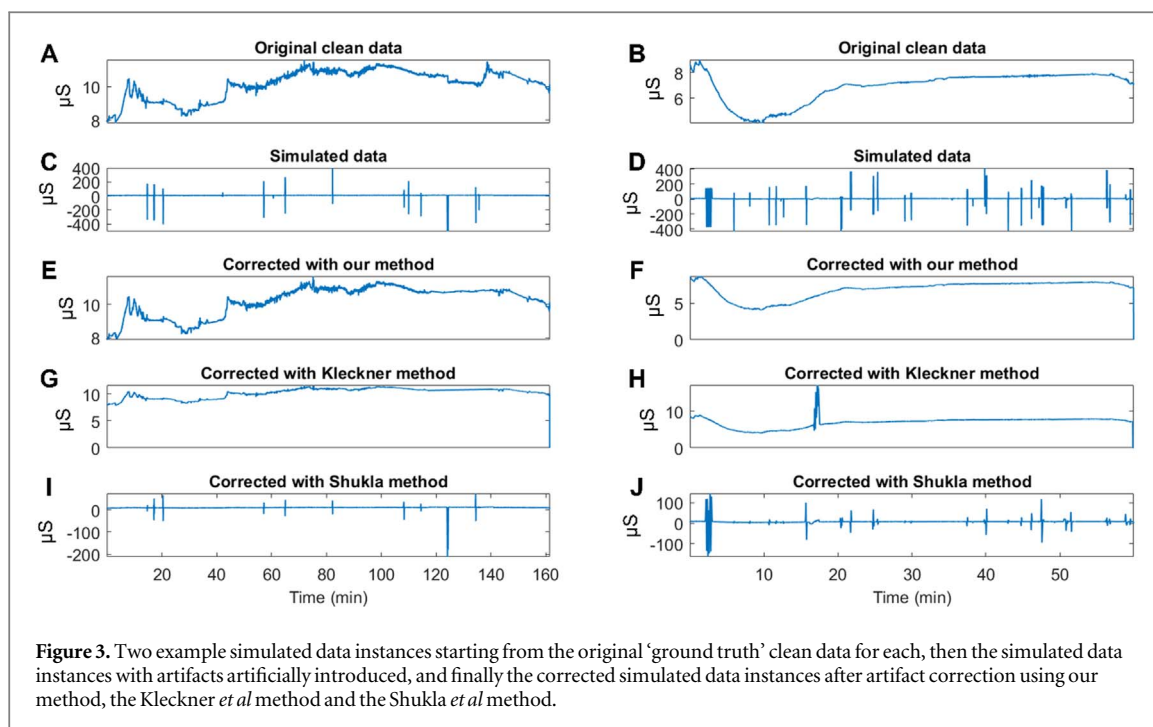 A
Original clean data
µS
10
8
B
Original clean data
µS
8
6
C
Simulated data
µS
400
200
0
-200
-400
D
Simulated data
µS
400
200
0
-200
-400
E
Corrected with our method
µS
10
8
F
Corrected with our method
µS
5
0
G
Corrected with Kleckner method
µS
10
5
0
H
Corrected with Kleckner method
µS
10
0
I
Corrected with Shukla method
µS
0
-100
-200
20 40 60 80 100 120 140 160
Time (min)
J
Corrected with Shukla method
µS
100
0
-100
10 20 30 40 50
Time (min)
Figure 3. Two example simulated data instances starting from the original ‘ground truth’ clean data for each, then the simulated data
instances with artifacts artificially introduced, and finally the corrected simulated data instances after artifact correction using our
method, the Kleckner et al method and the Shukla et al method.